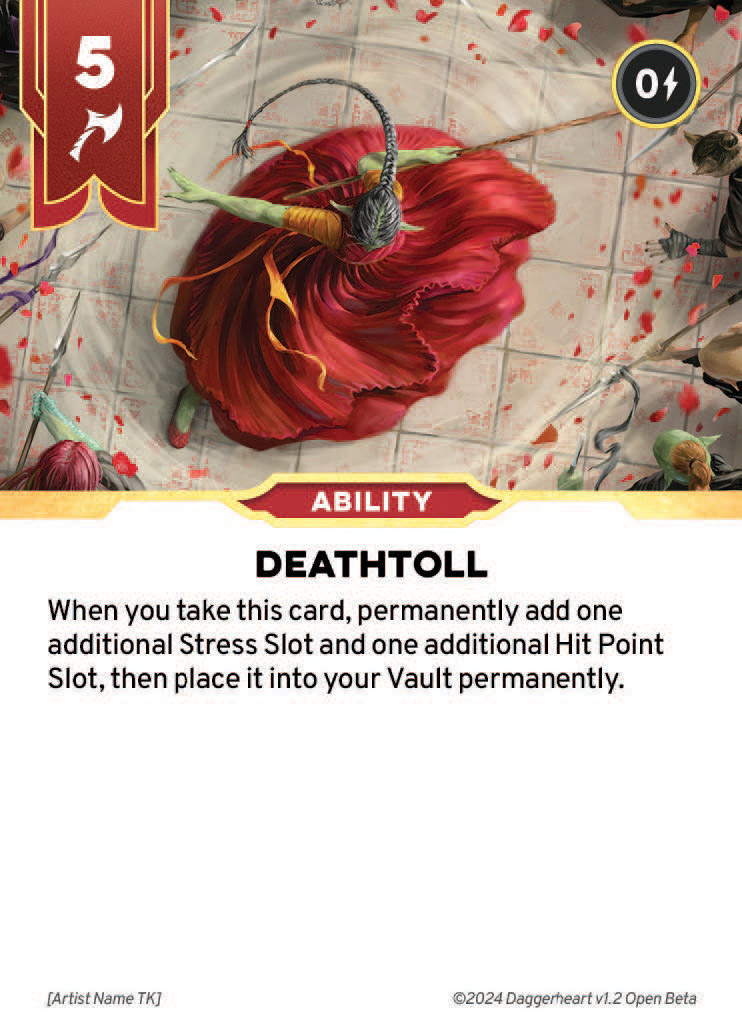 5
0
ABILITY
DEATHTOLL
When you take this card, permanently add one
additional Stress Slot and one additional Hit Point
Slot, then place it into your Vault permanently.
[Artist Name TK]
©2024 Daggerheart v1.2 Open Beta